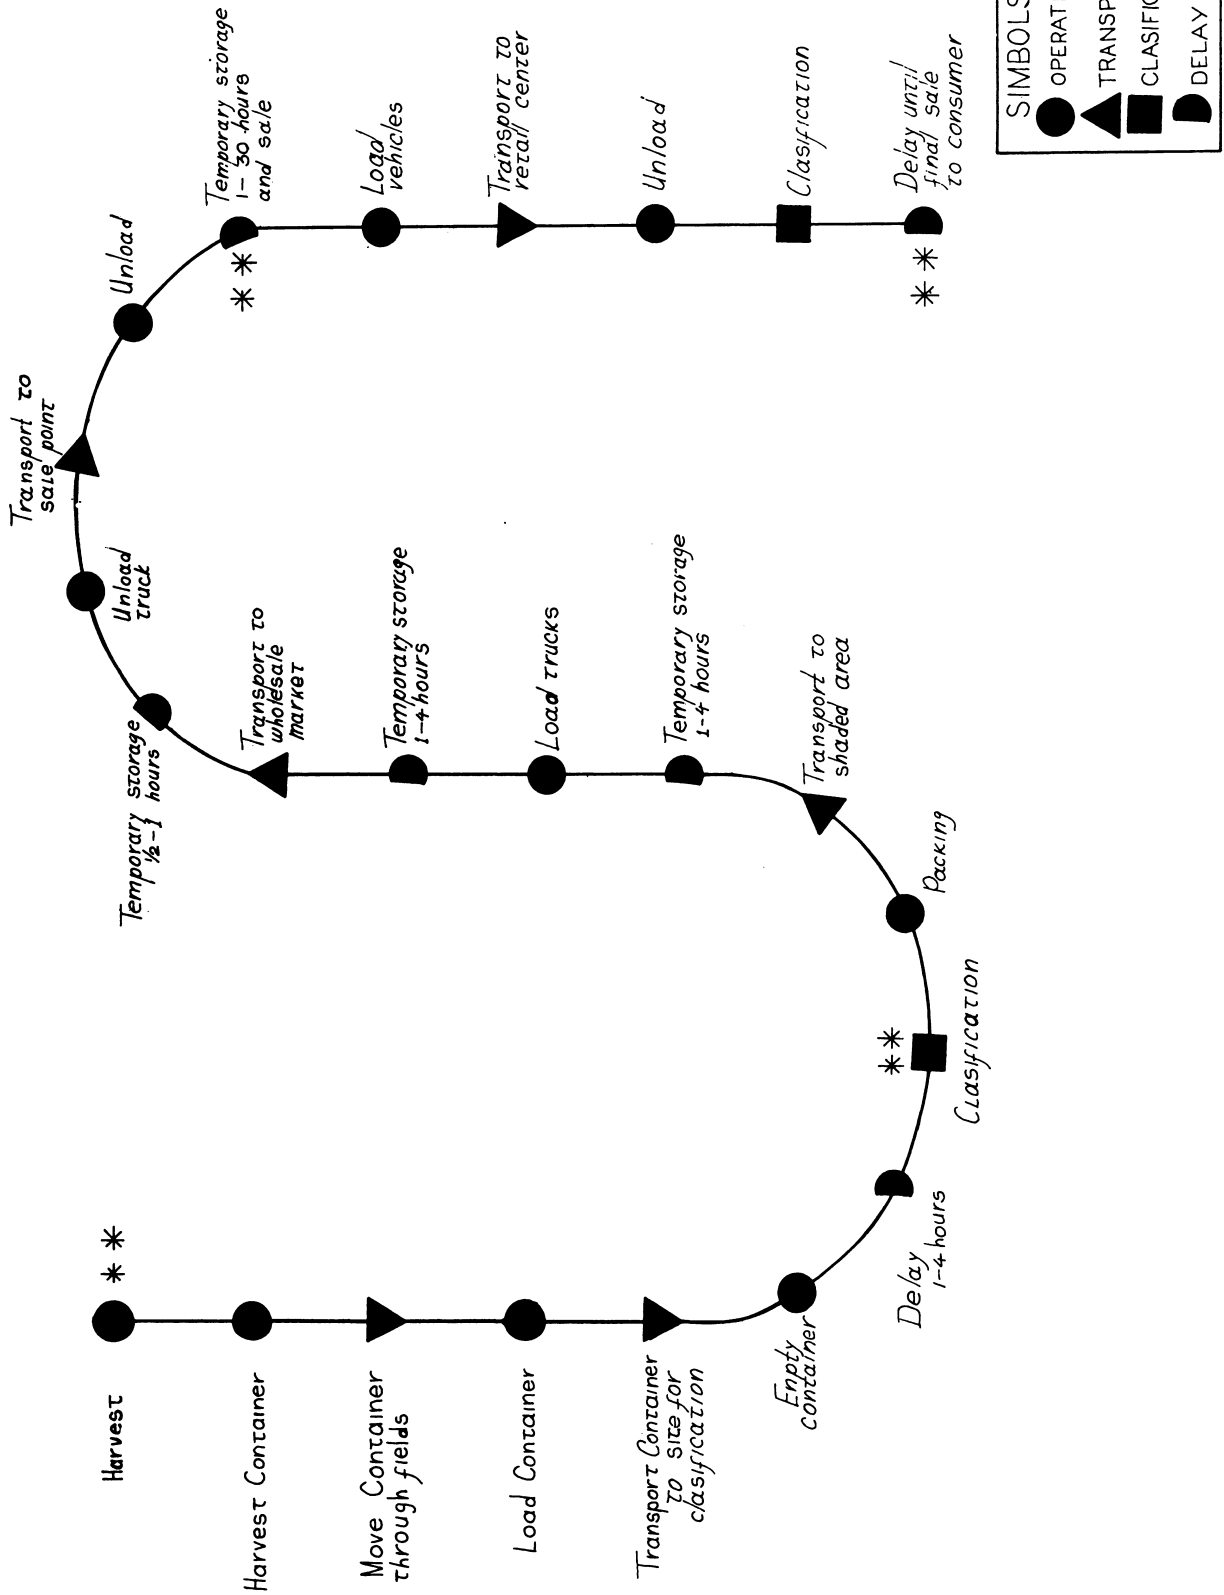 Harvest
* *
Harvest Container
Move Container
through fields
Load Container
Transport Container
to site for
clasification
Enpty
container
Delay
1-4 hours
* *
Clasification
Packing
Transport to
shaded area
Temporary storage
1-4 hours
Load trucks
Temporary storage
1-4 hours
Transport to
wholesale
market
Temporary storage
½-1 hours
Unload
truck
Transport to
sale point
Unload
Temporary storage
1-30 hours
and sale
* *
Load
vehicles
Transport to
retail center
Unload
Clasification
Delay until
final sale
to consumer
* *
SIMBOLS
OPERATI
TRANSP
CLASIFIC
DELAY